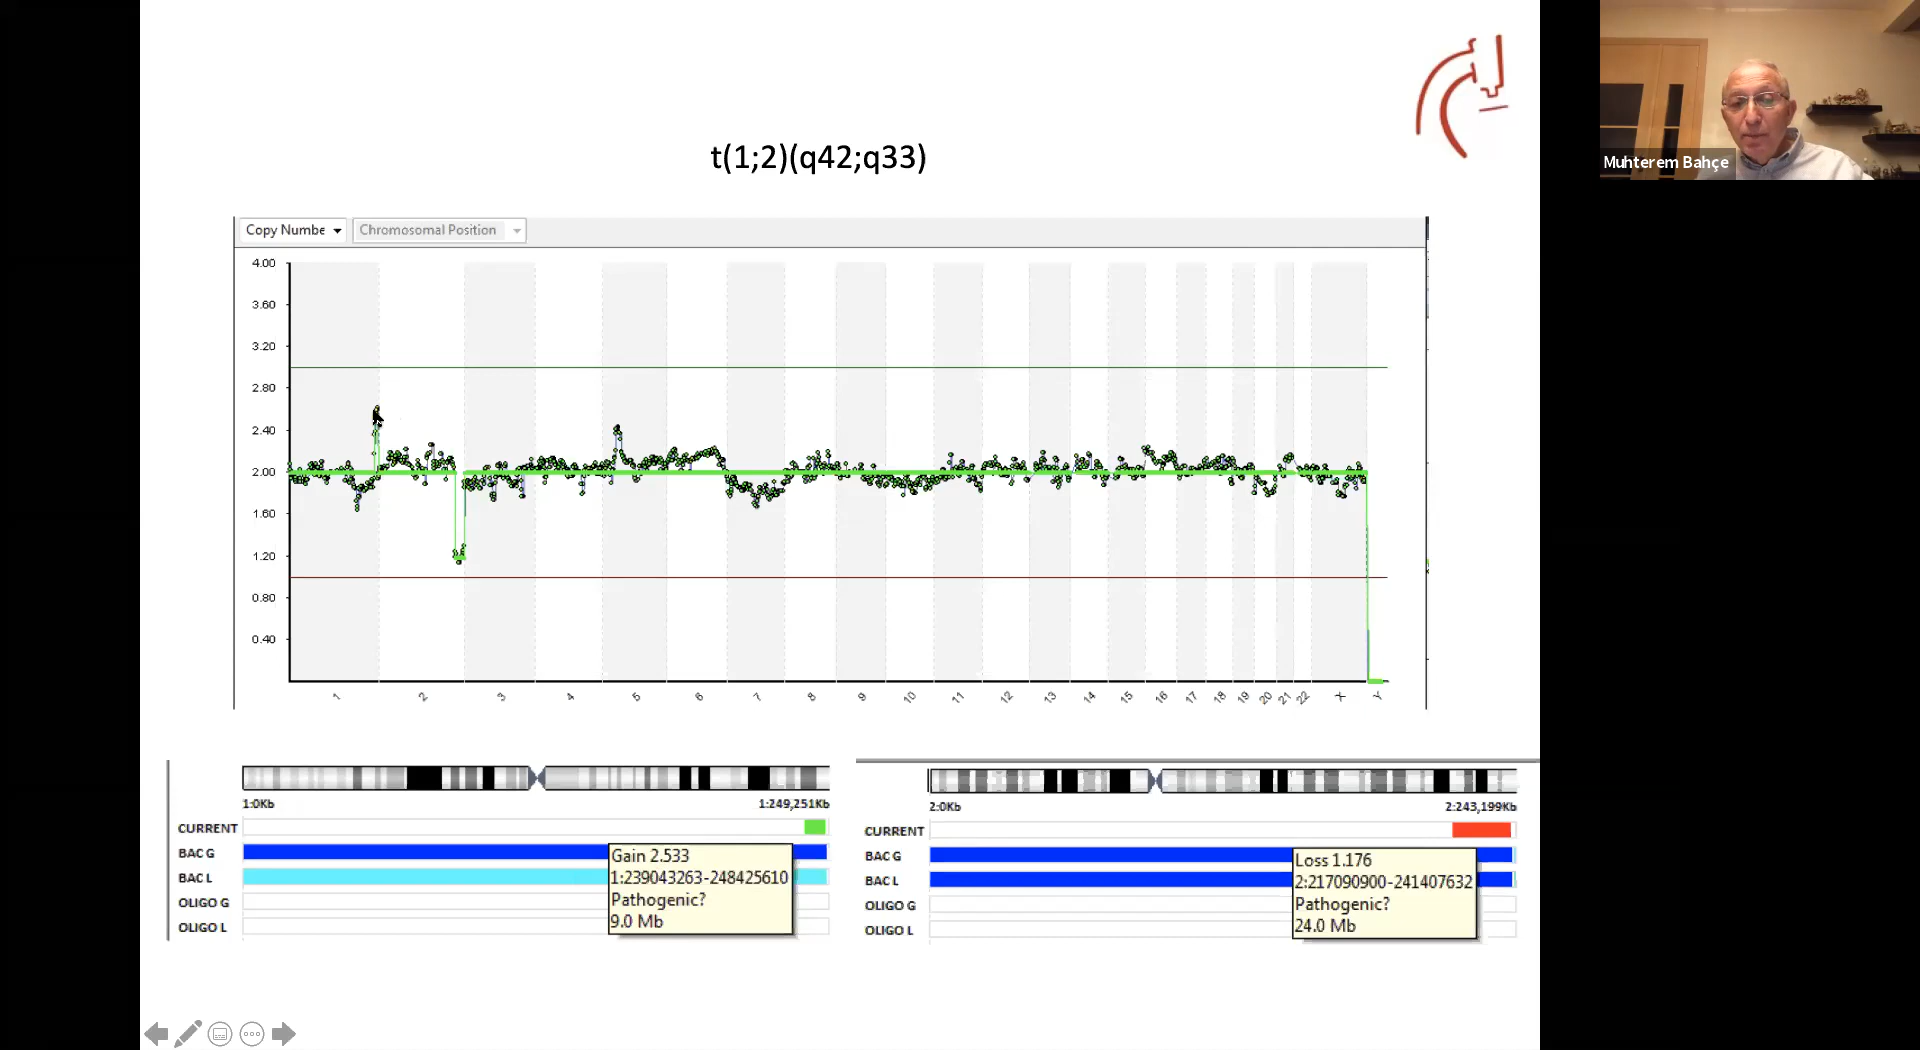 t(1;2)(q42;q33)
Muhterem Bahçe
Copy Numbe
Chromosomal Position
4.00
3.60
3.20
2.80
2.40
2.00
1.60
1.20
0.80
0.40
1 2 3 4 5 6 7 8 9 10 11 12 13 14 15 16 17 18 19 20 21 22 X Y
1:0Kb 1:249,251Kb
CURRENT
BAC G
BAC L
OLIGO G
OLIGO L
Gain 2.533
1:239043263-248425610
Pathogenic?
9.0 Mb
2:0Kb 2:243,199Kb
CURRENT
BAC G
BAC L
OLIGO G
OLIGO L
Loss 1.176
2:217090900-241407632
Pathogenic?
24.0 Mb